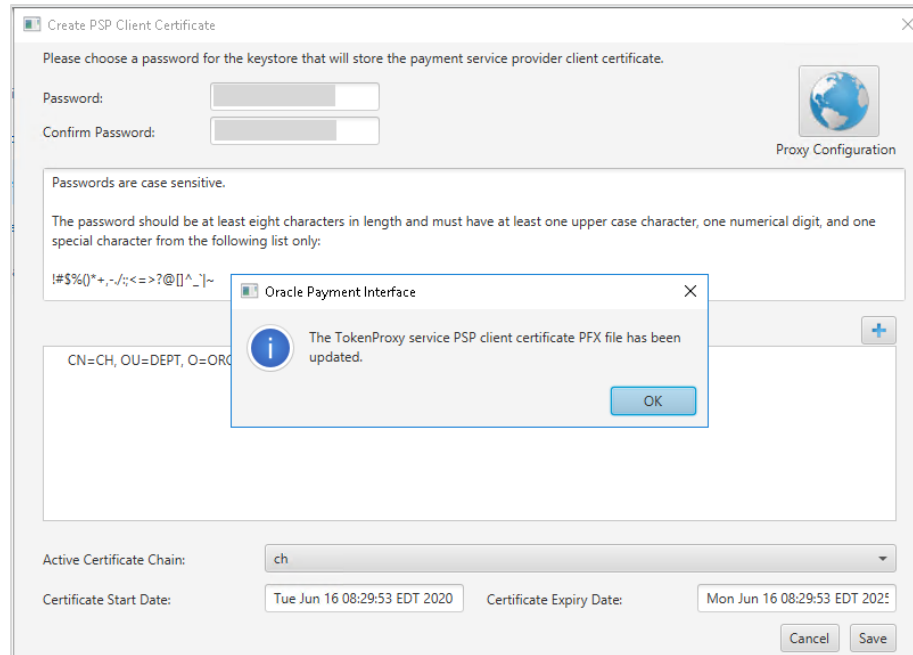 Create PSP Client Certificate
Please choose a password for the keystore that will store the payment service provider client certificate.
Password:
Confirm Password:
Proxy Configuration
Passwords are case sensitive.
The password should be at least eight characters in length and must have at least one upper case character, one numerical digit, and one
special character from the following list only:
!#$%()*+,-./:;<=>?@[]^_`|~
Oracle Payment Interface
The TokenProxy service PSP client certificate PFX file has been
updated.
OK
CN=CH, OU=DEPT, O=ORG
Active Certificate Chain:
ch
Certificate Start Date:
Tue Jun 16 08:29:53 EDT 2020
Certificate Expiry Date:
Mon Jun 16 08:29:53 EDT 2025
Cancel
Save